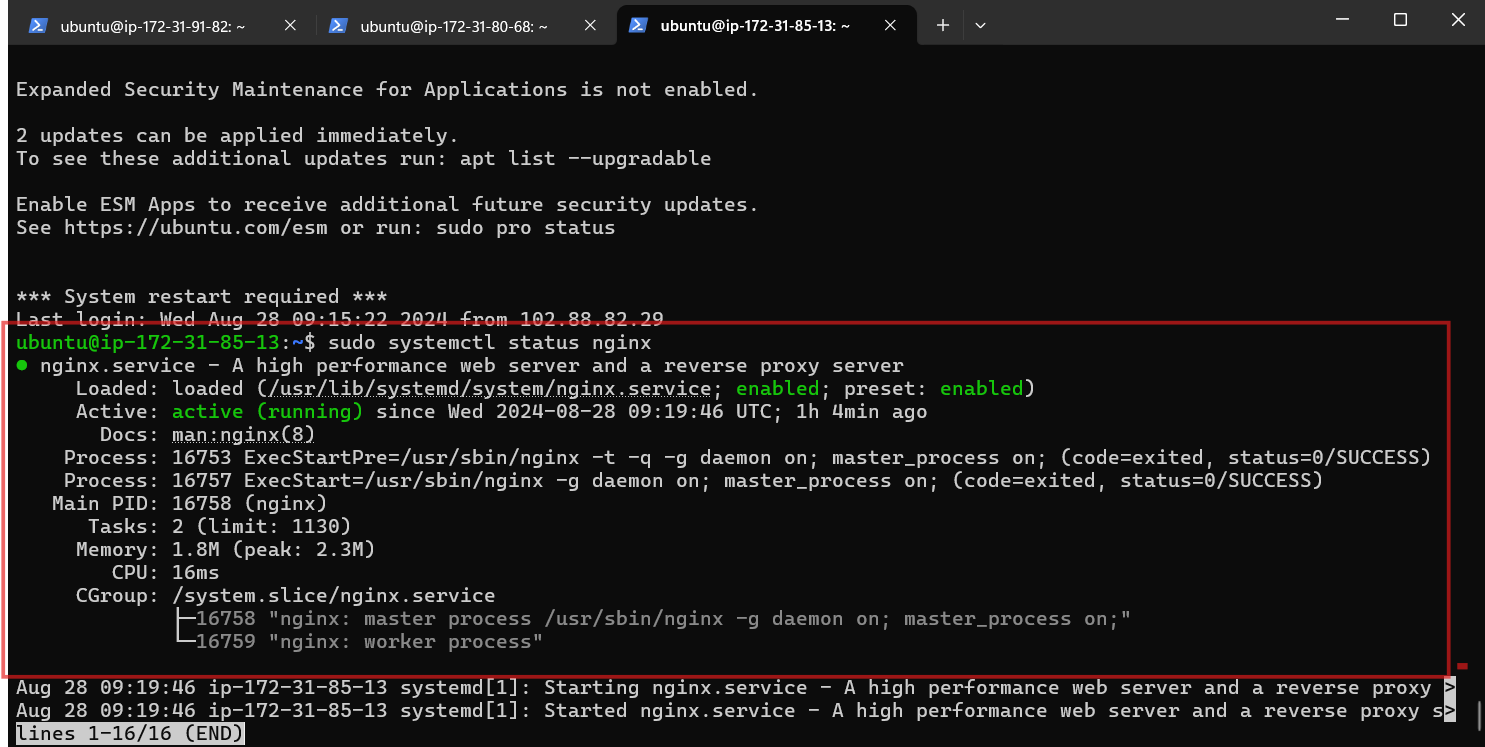 ubuntu@ip-172-31-91-82: ~
ubuntu@ip-172-31-80-68: ~
ubuntu@ip-172-31-85-13: ~
Expanded Security Maintenance for Applications is not enabled.
2 updates can be applied immediately.
To see these additional updates run: apt list --upgradable
Enable ESM Apps to receive additional future security updates.
See https://ubuntu.com/esm or run: sudo pro status
*** System restart required ***
Last login: Wed Aug 28 09:15:22 2024 from 102.88.82.29
ubuntu@ip-172-31-85-13:~$ sudo systemctl status nginx
● nginx.service - A high performance web server and a reverse proxy server
Loaded: loaded (/usr/lib/systemd/system/nginx.service; enabled; preset: enabled)
Active: active (running) since Wed 2024-08-28 09:19:46 UTC; 1h 4min ago
Docs: man:nginx(8)
Process: 16753 ExecStartPre=/usr/sbin/nginx -t -q -g daemon on; master_process on; (code=exited, status=0/SUCCESS)
Process: 16757 ExecStart=/usr/sbin/nginx -g daemon on; master_process on; (code=exited, status=0/SUCCESS)
Main PID: 16758 (nginx)
Tasks: 2 (limit: 1130)
Memory: 1.8M (peak: 2.3M)
CPU: 16ms
CGroup: /system.slice/nginx.service
├─16758 "nginx: master process /usr/sbin/nginx -g daemon on; master_process on;"
└─16759 "nginx: worker process"
Aug 28 09:19:46 ip-172-31-85-13 systemd[1]: Starting nginx.service - A high performance web server and a reverse proxy >
Aug 28 09:19:46 ip-172-31-85-13 systemd[1]: Started nginx.service - A high performance web server and a reverse proxy s>
lines 1-16/16 (END)